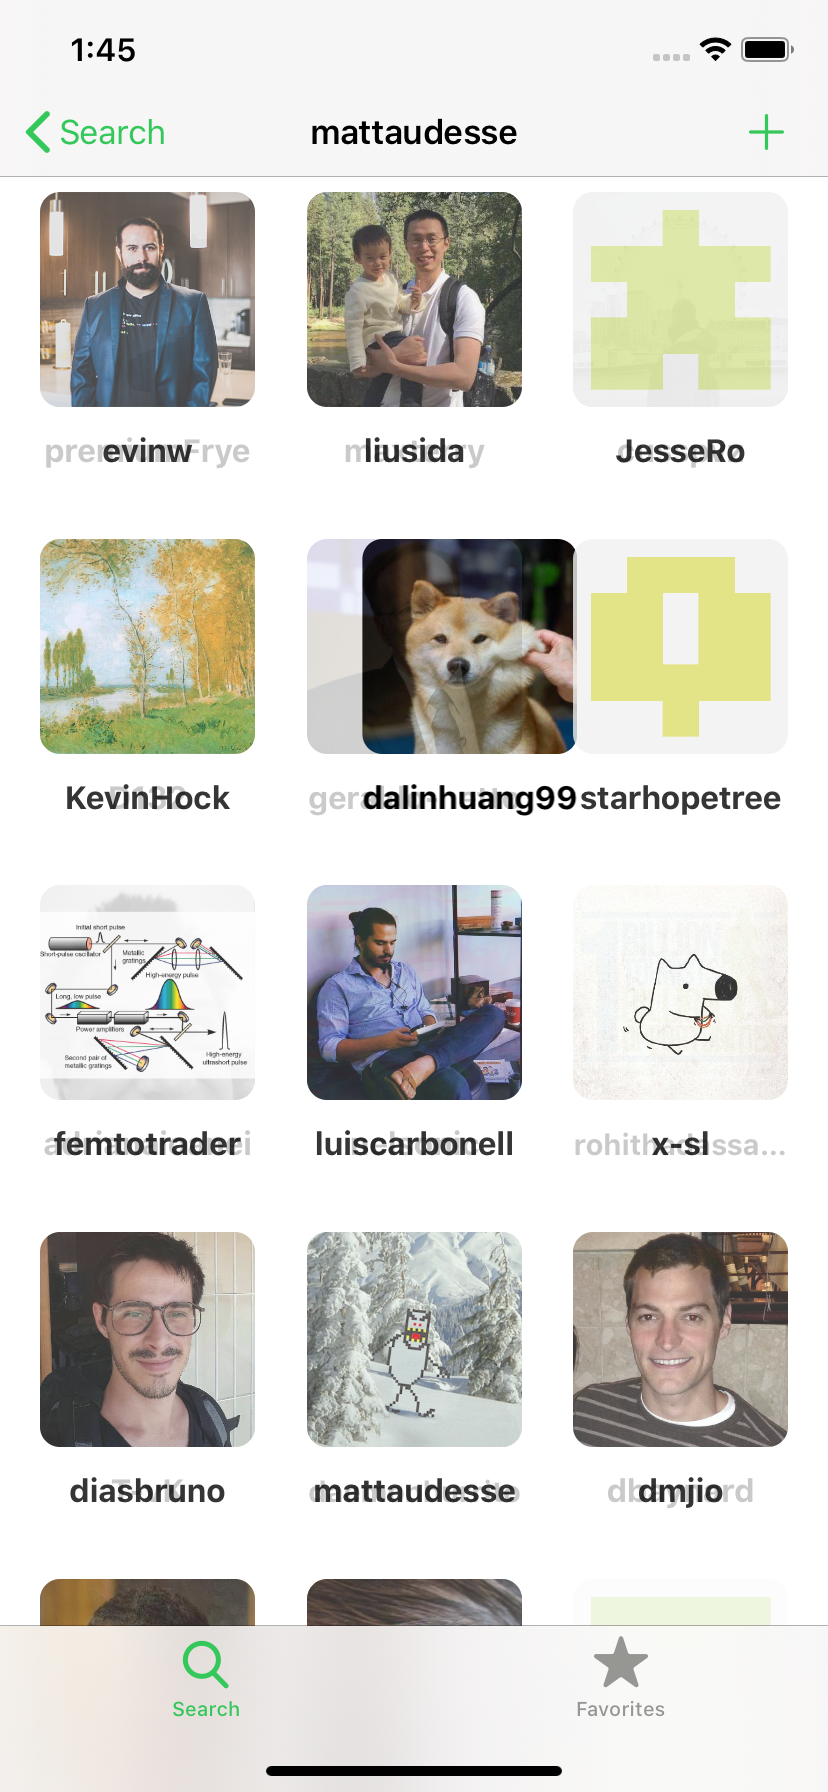 1:45
Search
mattaudesse
evinw
liusida
JesseRo
KevinHock
dalinhuang99
starhopetree
Initial short pulse
Short-pulse oscillator
Metallic
gratings
High-energy pulse
Long, low pulse
Power amplifiers
Second pair of
metallic gratings
High-energy
ultrashort pulse
femtotrader
luiscarbonell
x-sl
diasbruno
mattaudesse
dmjio
Search
Favorites